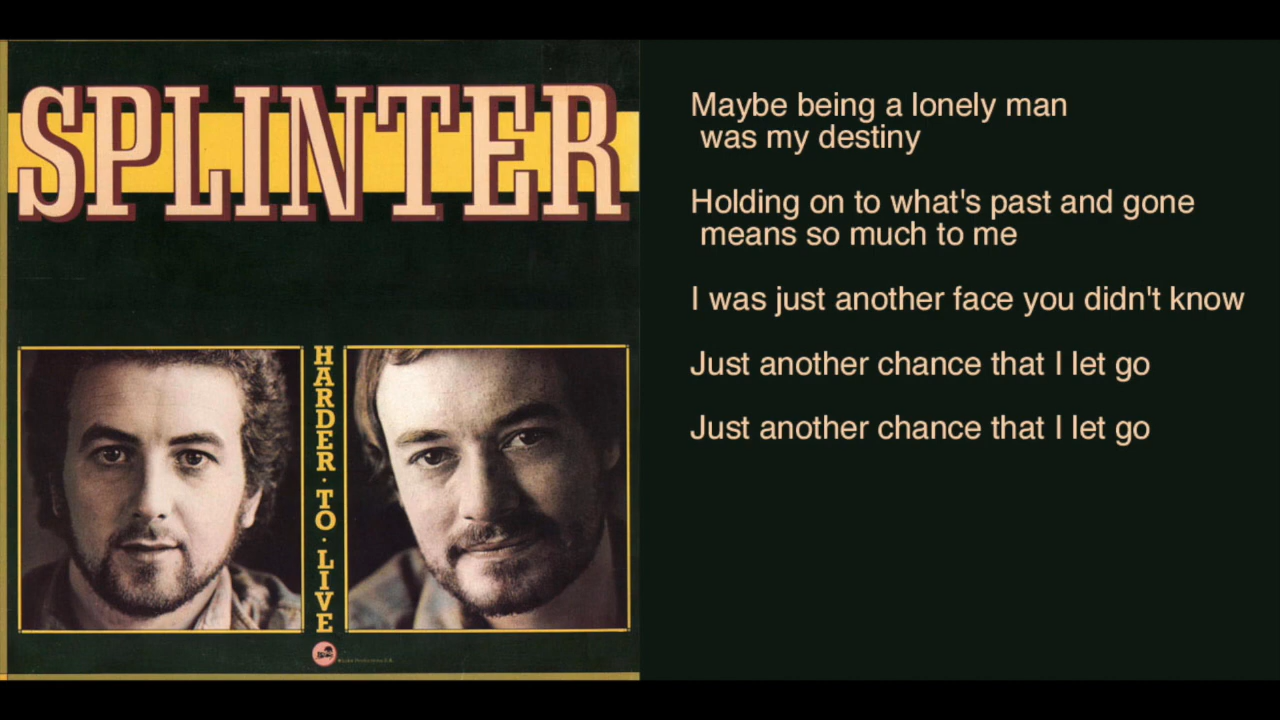 SPLINTER
HARDER · TO · LIVE
Maybe being a lonely man
was my destiny
Holding on to what's past and gone
means so much to me
I was just another face you didn't know
Just another chance that I let go
Just another chance that I let go